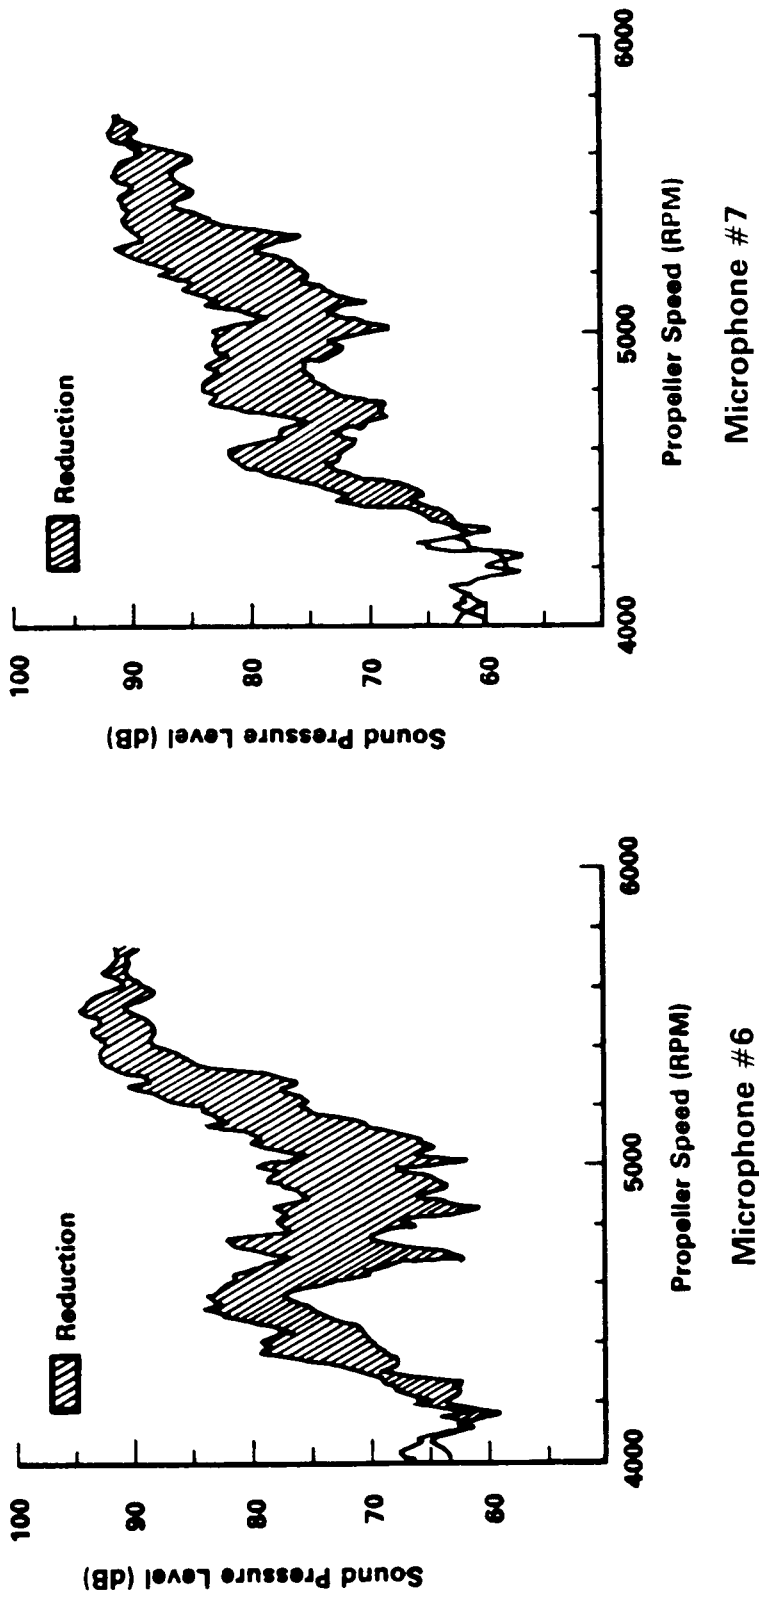 Reduction
100
90
80
70
60
Sound Pressure Level (dB)
4000
5000
6000
Propeller Speed (RPM)
Microphone #6
Reduction
100
90
80
70
60
Sound Pressure Level (dB)
4000
5000
6000
Propeller Speed (RPM)
Microphone #7